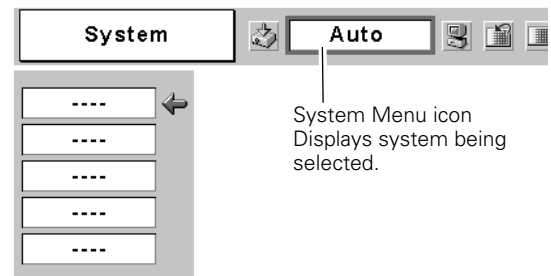 System
Auto
----
----
----
----
----
System Menu icon
Displays system being
selected.